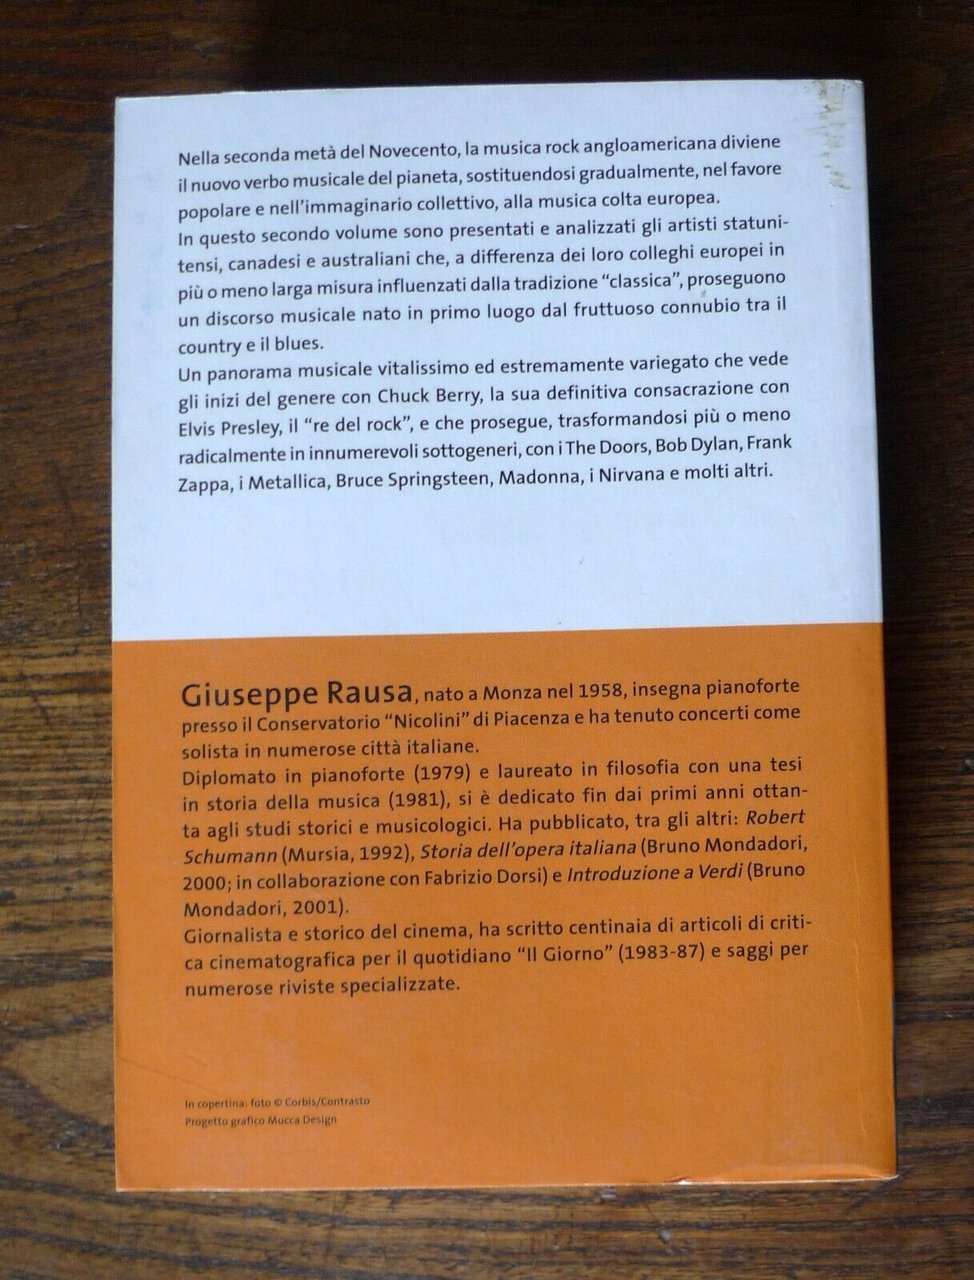 Nella seconda metà del Novecento, la musica rock angloamericana diviene
il nuovo verbo musicale del pianeta, sostituendosi gradualmente, nel favore
popolare e nell'immaginario collettivo, alla musica colta europea.
In questo secondo volume sono presentati e analizzati gli artisti statuni-
tensi, canadesi e australiani che, a differenza dei loro colleghi europei in
più o meno larga misura influenzati dalla tradizione “classica”, proseguono
un discorso musicale nato in primo luogo dal fruttuoso connubio tra il
country e il blues.
Un panorama musicale vitalissimo ed estremamente variegato che vede
gli inizi del genere con Chuck Berry, la sua definitiva consacrazione con
Elvis Presley, il “re del rock”, e che prosegue, trasformandosi più o meno
radicalmente in innumerevoli sottogeneri, con i The Doors, Bob Dylan, Frank
Zappa, i Metallica, Bruce Springsteen, Madonna, i Nirvana e molti altri.
Giuseppe Rausa, nato a Monza nel 1958, insegna pianoforte
presso il Conservatorio “Nicolini” di Piacenza e ha tenuto concerti come
solista in numerose città italiane.
Diplomato in pianoforte (1979) e laureato in filosofia con una tesi
in storia della musica (1981), si è dedicato fin dai primi anni ottan-
ta agli studi storici e musicologici. Ha pubblicato, tra gli altri: Robert
Schumann (Mursia, 1992), Storia dell'opera italiana (Bruno Mondadori,
2000; in collaborazione con Fabrizio Dorsi) e Introduzione a Verdi (Bruno
Mondadori, 2001).
Giornalista e storico del cinema, ha scritto centinaia di articoli di criti-
ca cinematografica per il quotidiano “Il Giorno” (1983-87) e saggi per
numerose riviste specializzate.
In copertina: foto © Corbis/Contrasto
Progetto grafico Mucca Design